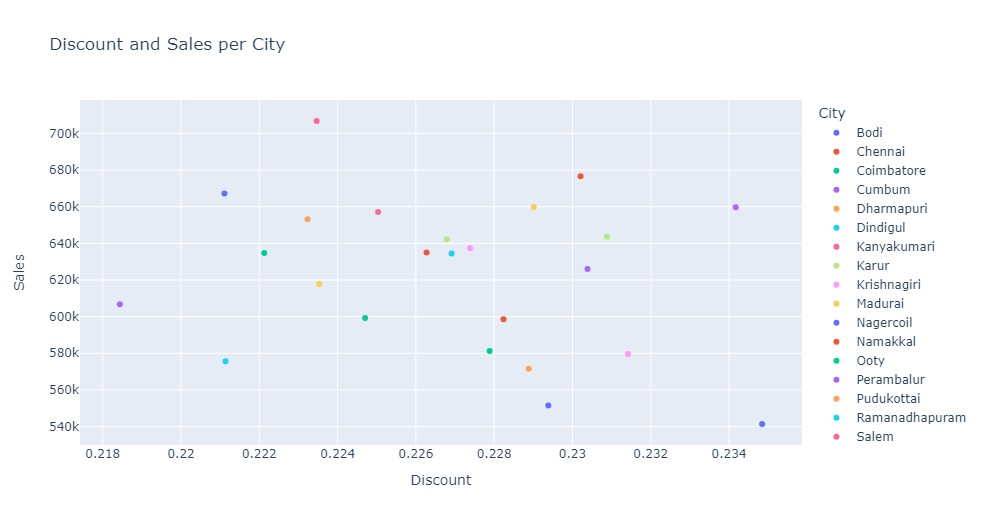 Discount and Sales per City
City
Bodi
Chennai
Coimbatore
Cumbum
Dharmapuri
Dindigul
Kanyakumari
Karur
Krishnagiri
Madurai
Nagercoil
Namakkal
Ooty
Perambalur
Pudukottai
Ramanadhapuram
Salem
Sales
700k
680k
660k
640k
620k
600k
580k
560k
540k
0.218 0.22 0.222 0.224 0.226 0.228 0.23 0.232 0.234
Discount